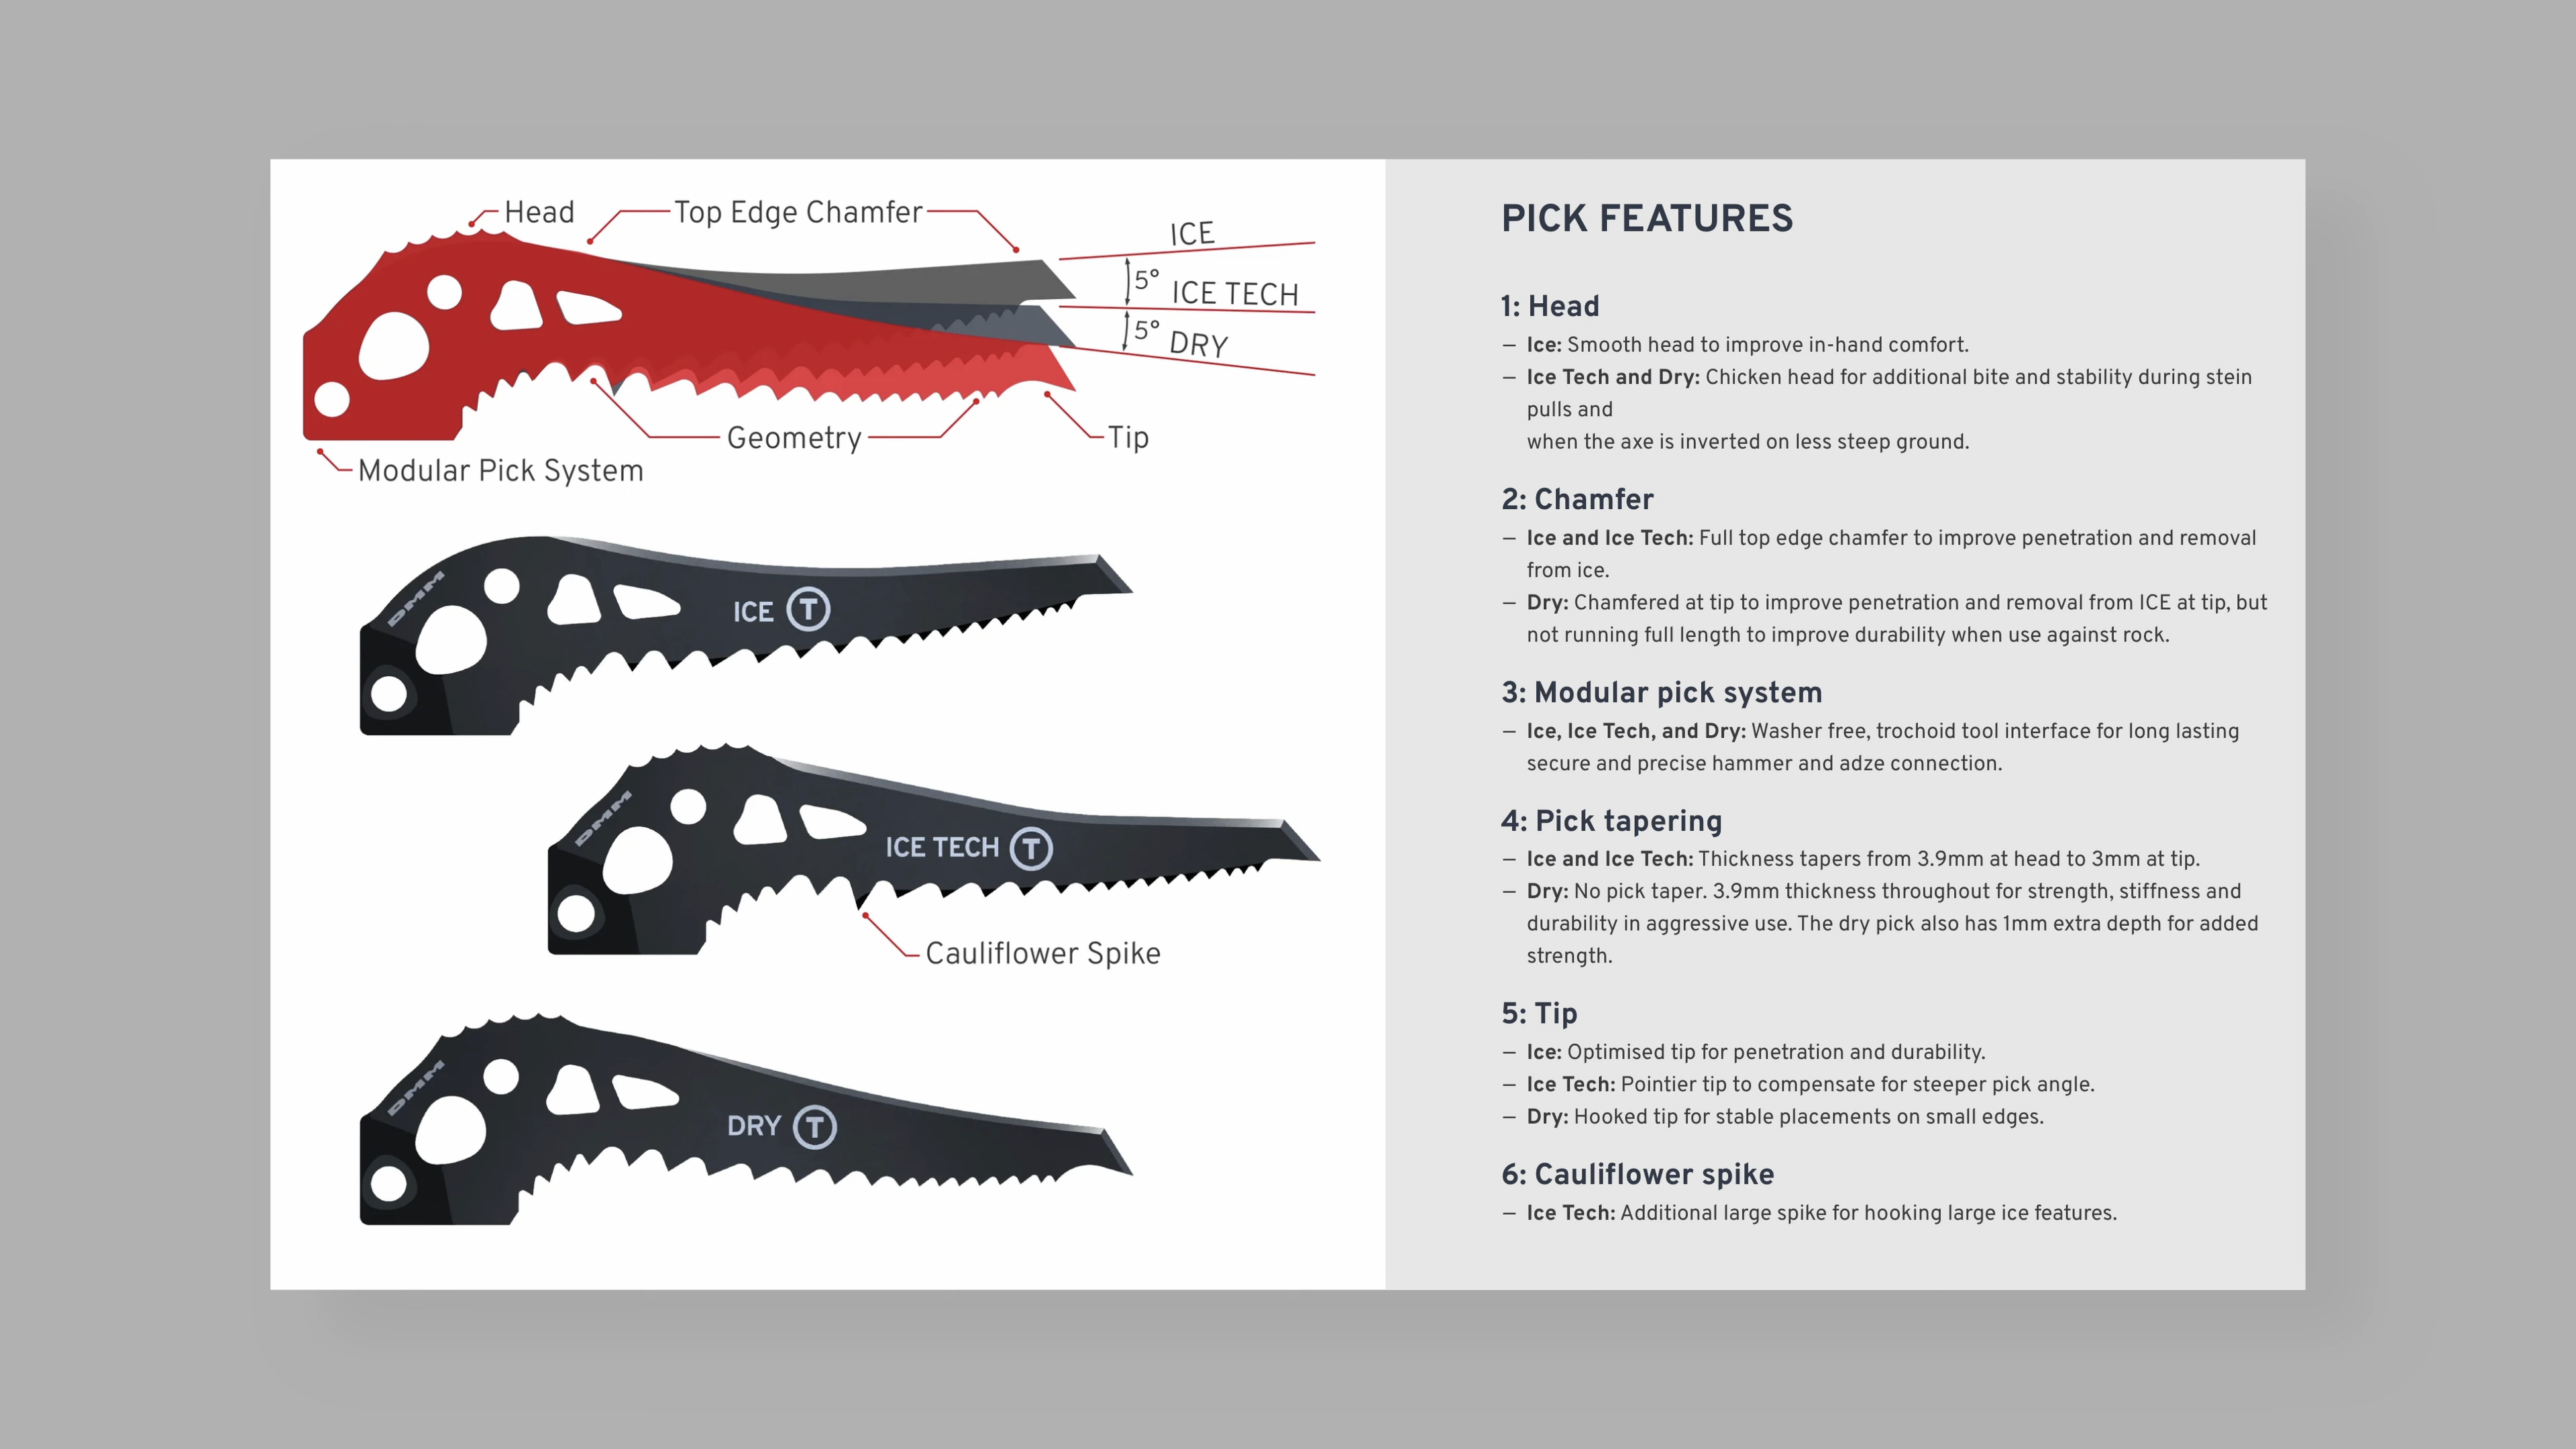 Head
Top Edge Chamfer
ICE
5°
ICE TECH
5°
DRY
Geometry
Tip
Modular Pick System
DMM
ICE T
DMM
ICE TECH T
Cauliflower Spike
DMM
DRY T
PICK FEATURES
1: Head
– Ice: Smooth head to improve in-hand comfort.
– Ice Tech and Dry: Chicken head for additional bite and stability during stein
pulls and
when the axe is inverted on less steep ground.
2: Chamfer
– Ice and Ice Tech: Full top edge chamfer to improve penetration and removal
from ice.
– Dry: Chamfered at tip to improve penetration and removal from ICE at tip, but
not running full length to improve durability when use against rock.
3: Modular pick system
– Ice, Ice Tech, and Dry: Washer free, trochoid tool interface for long lasting
secure and precise hammer and adze connection.
4: Pick tapering
– Ice and Ice Tech: Thickness tapers from 3.9mm at head to 3mm at tip.
– Dry: No pick taper. 3.9mm thickness throughout for strength, stiffness and
durability in aggressive use. The dry pick also has 1mm extra depth for added
strength.
5: Tip
– Ice: Optimised tip for penetration and durability.
– Ice Tech: Pointier tip to compensate for steeper pick angle.
– Dry: Hooked tip for stable placements on small edges.
6: Cauliflower spike
– Ice Tech: Additional large spike for hooking large ice features.